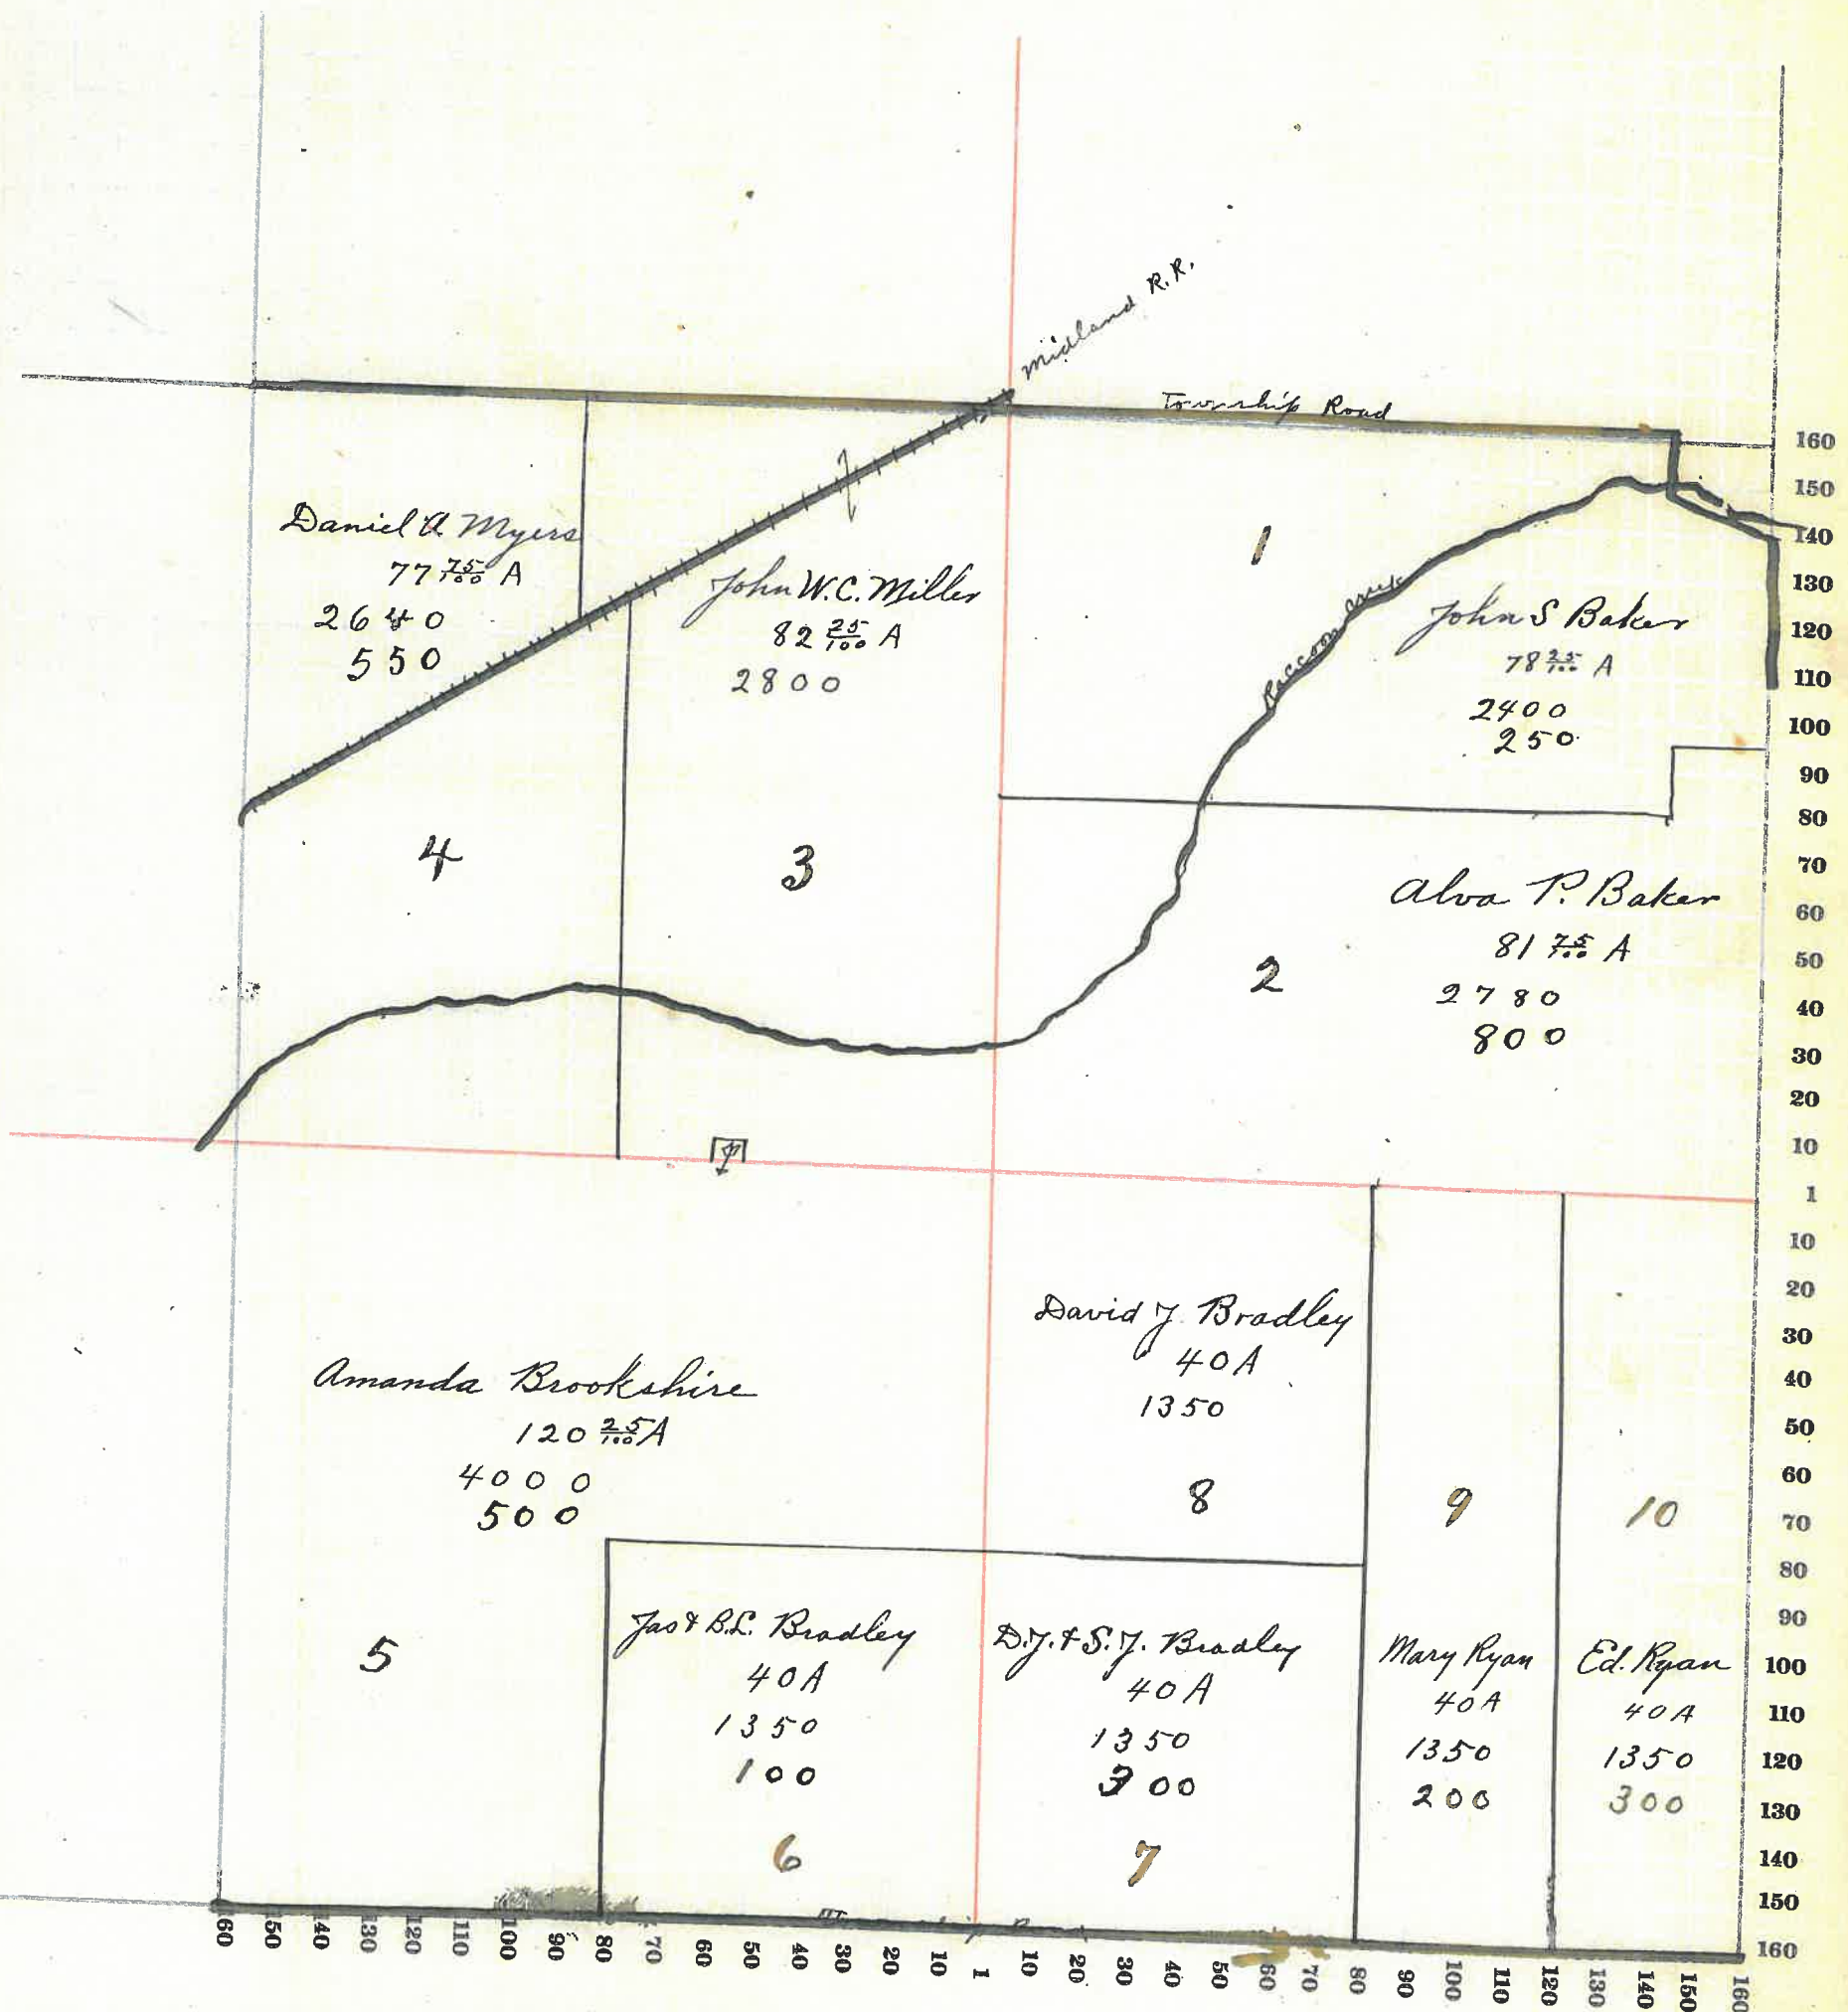 Midland R.R.
Township Road
Daniel A Myers
77 75/100 A
2640
550
John W.C. Miller
82 25/100 A
2800
1
Raccoon Creek
John S Baker
78 25/100 A
2400
250
4
3
Alva P. Baker
81 75/100 A
2780
800
2
David J. Bradley
40 A
1350
8
Amanda Brookshire
120 25/100 A
4000
500
5
9
10
Jas & B.L. Bradley
40 A
1350
100
6
D.J. & S.J. Bradley
40 A
1350
300
7
Mary Ryan
40 A
1350
200
Ed. Ryan
40 A
1350
300
160
150
140
130
120
110
100
90
80
70
60
50
40
30
20
10
1
10
20
30
40
50
60
70
80
90
100
110
120
130
140
150
160
160 150 140 130 120 110 100 90 80 70 60 50 40 30 20 10 1 10 20 30 40 50 60 70 80 90 100 110 120 130 140 150 160